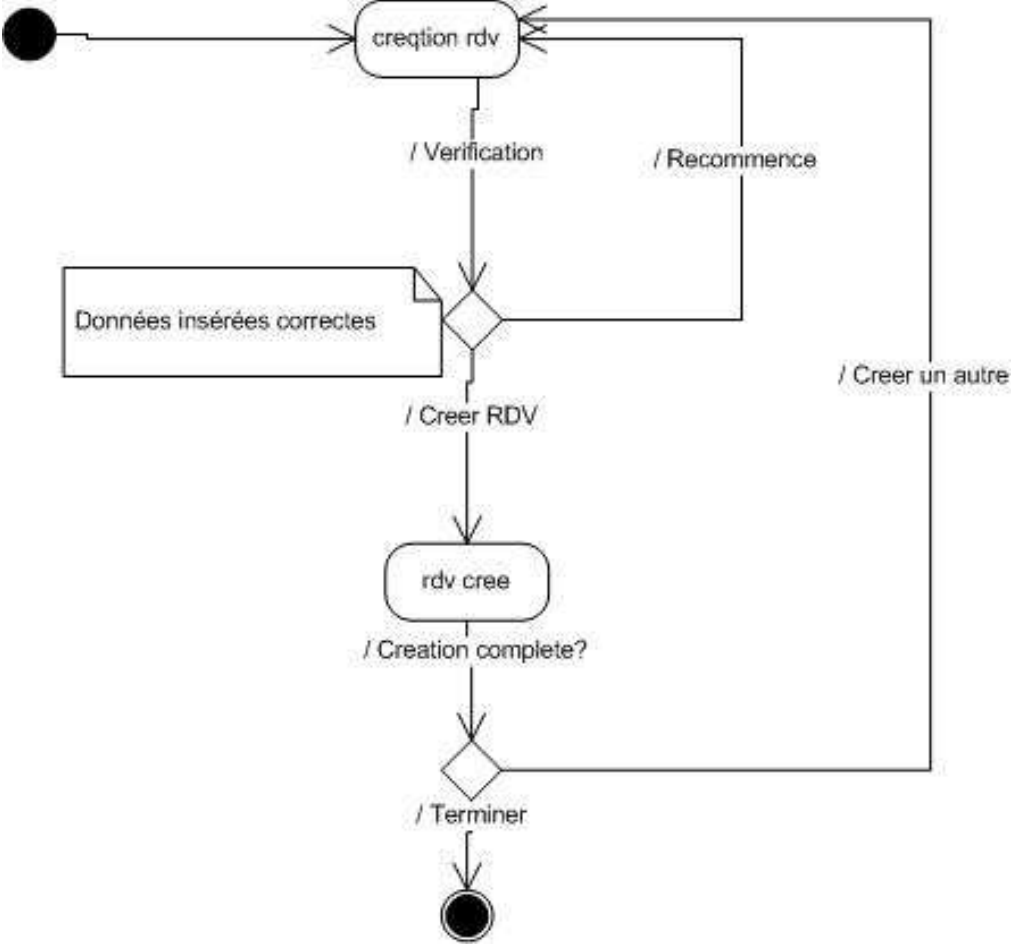 creqtion rdv
/ Verification
/ Recommence
Données insérées correctes
/ Creer un autre
/ Creer RDV
rdv cree
/ Creation complete?
/ Terminer